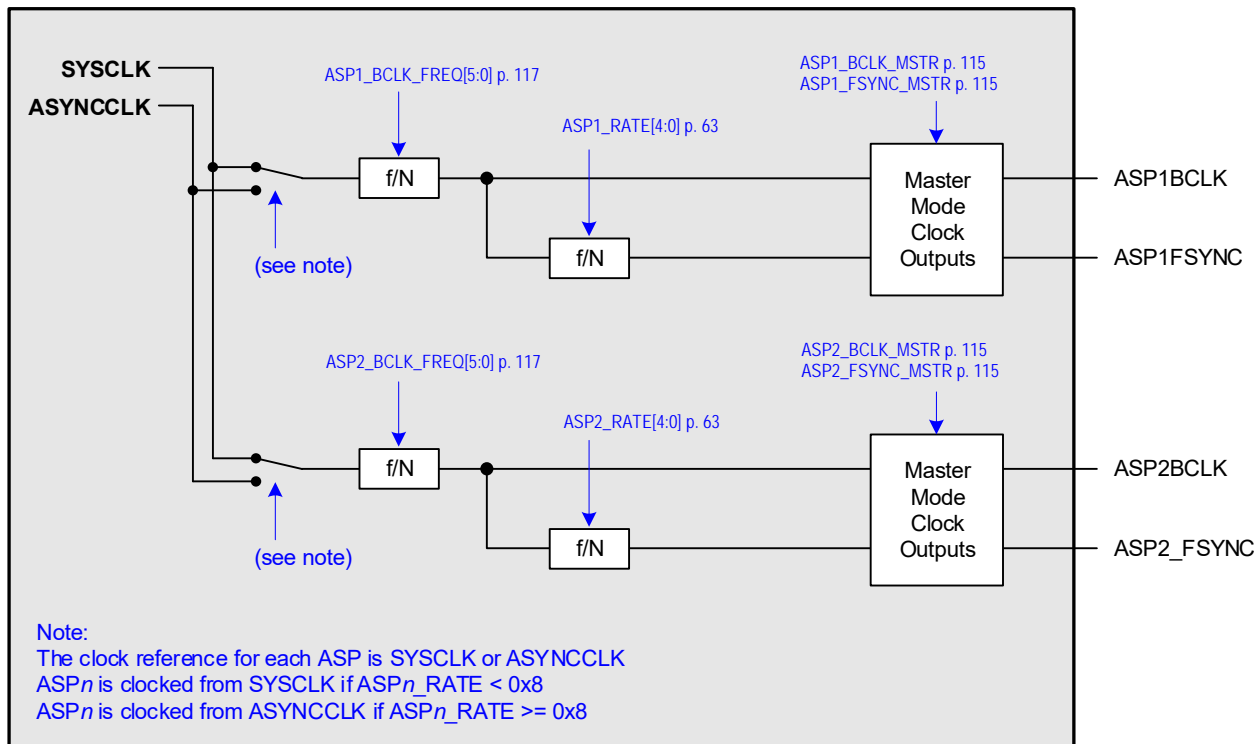 SYSCLK
ASYNCCLK
ASP1_BCLK_FREQ[5:0] p. 117
ASP1_RATE[4:0] p. 63
ASP1_BCLK_MSTR p. 115
ASP1_FSYNC_MSTR p. 115
f/N
f/N
(see note)
Master
Mode
Clock
Outputs
ASP1BCLK
ASP1FSYNC
ASP2_BCLK_FREQ[5:0] p. 117
ASP2_RATE[4:0] p. 63
ASP2_BCLK_MSTR p. 115
ASP2_FSYNC_MSTR p. 115
f/N
f/N
(see note)
Master
Mode
Clock
Outputs
ASP2BCLK
ASP2_FSYNC
Note:
The clock reference for each ASP is SYSCLK or ASYNCCLK
ASPn is clocked from SYSCLK if ASPn_RATE < 0x8
ASPn is clocked from ASYNCCLK if ASPn_RATE >= 0x8